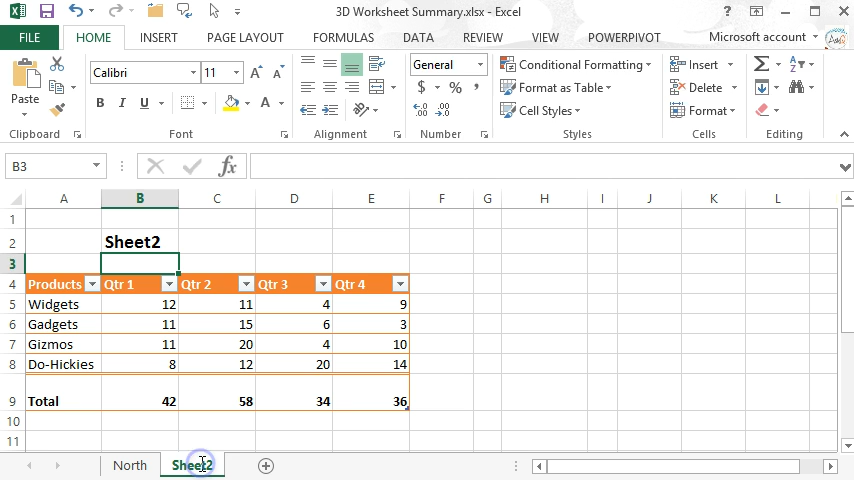 3D Worksheet Summary.xlsx - Excel
FILE HOME INSERT PAGE LAYOUT FORMULAS DATA REVIEW VIEW POWERPIVOT Microsoft account
Paste
Calibri 11
B I U A
General
$ % ,
Conditional Formatting
Format as Table
Cell Styles
Insert
Delete
Format
Clipboard Font Alignment Number Styles Cells Editing
B3 fx
A B C D E F G H I J K L
1
2 Sheet2
3
4 Products Qtr 1 Qtr 2 Qtr 3 Qtr 4
5 Widgets 12 11 4 9
6 Gadgets 11 15 6 3
7 Gizmos 11 20 4 10
8 Do-Hickies 8 12 20 14
9 Total 42 58 34 36
10
11
North Sheet2